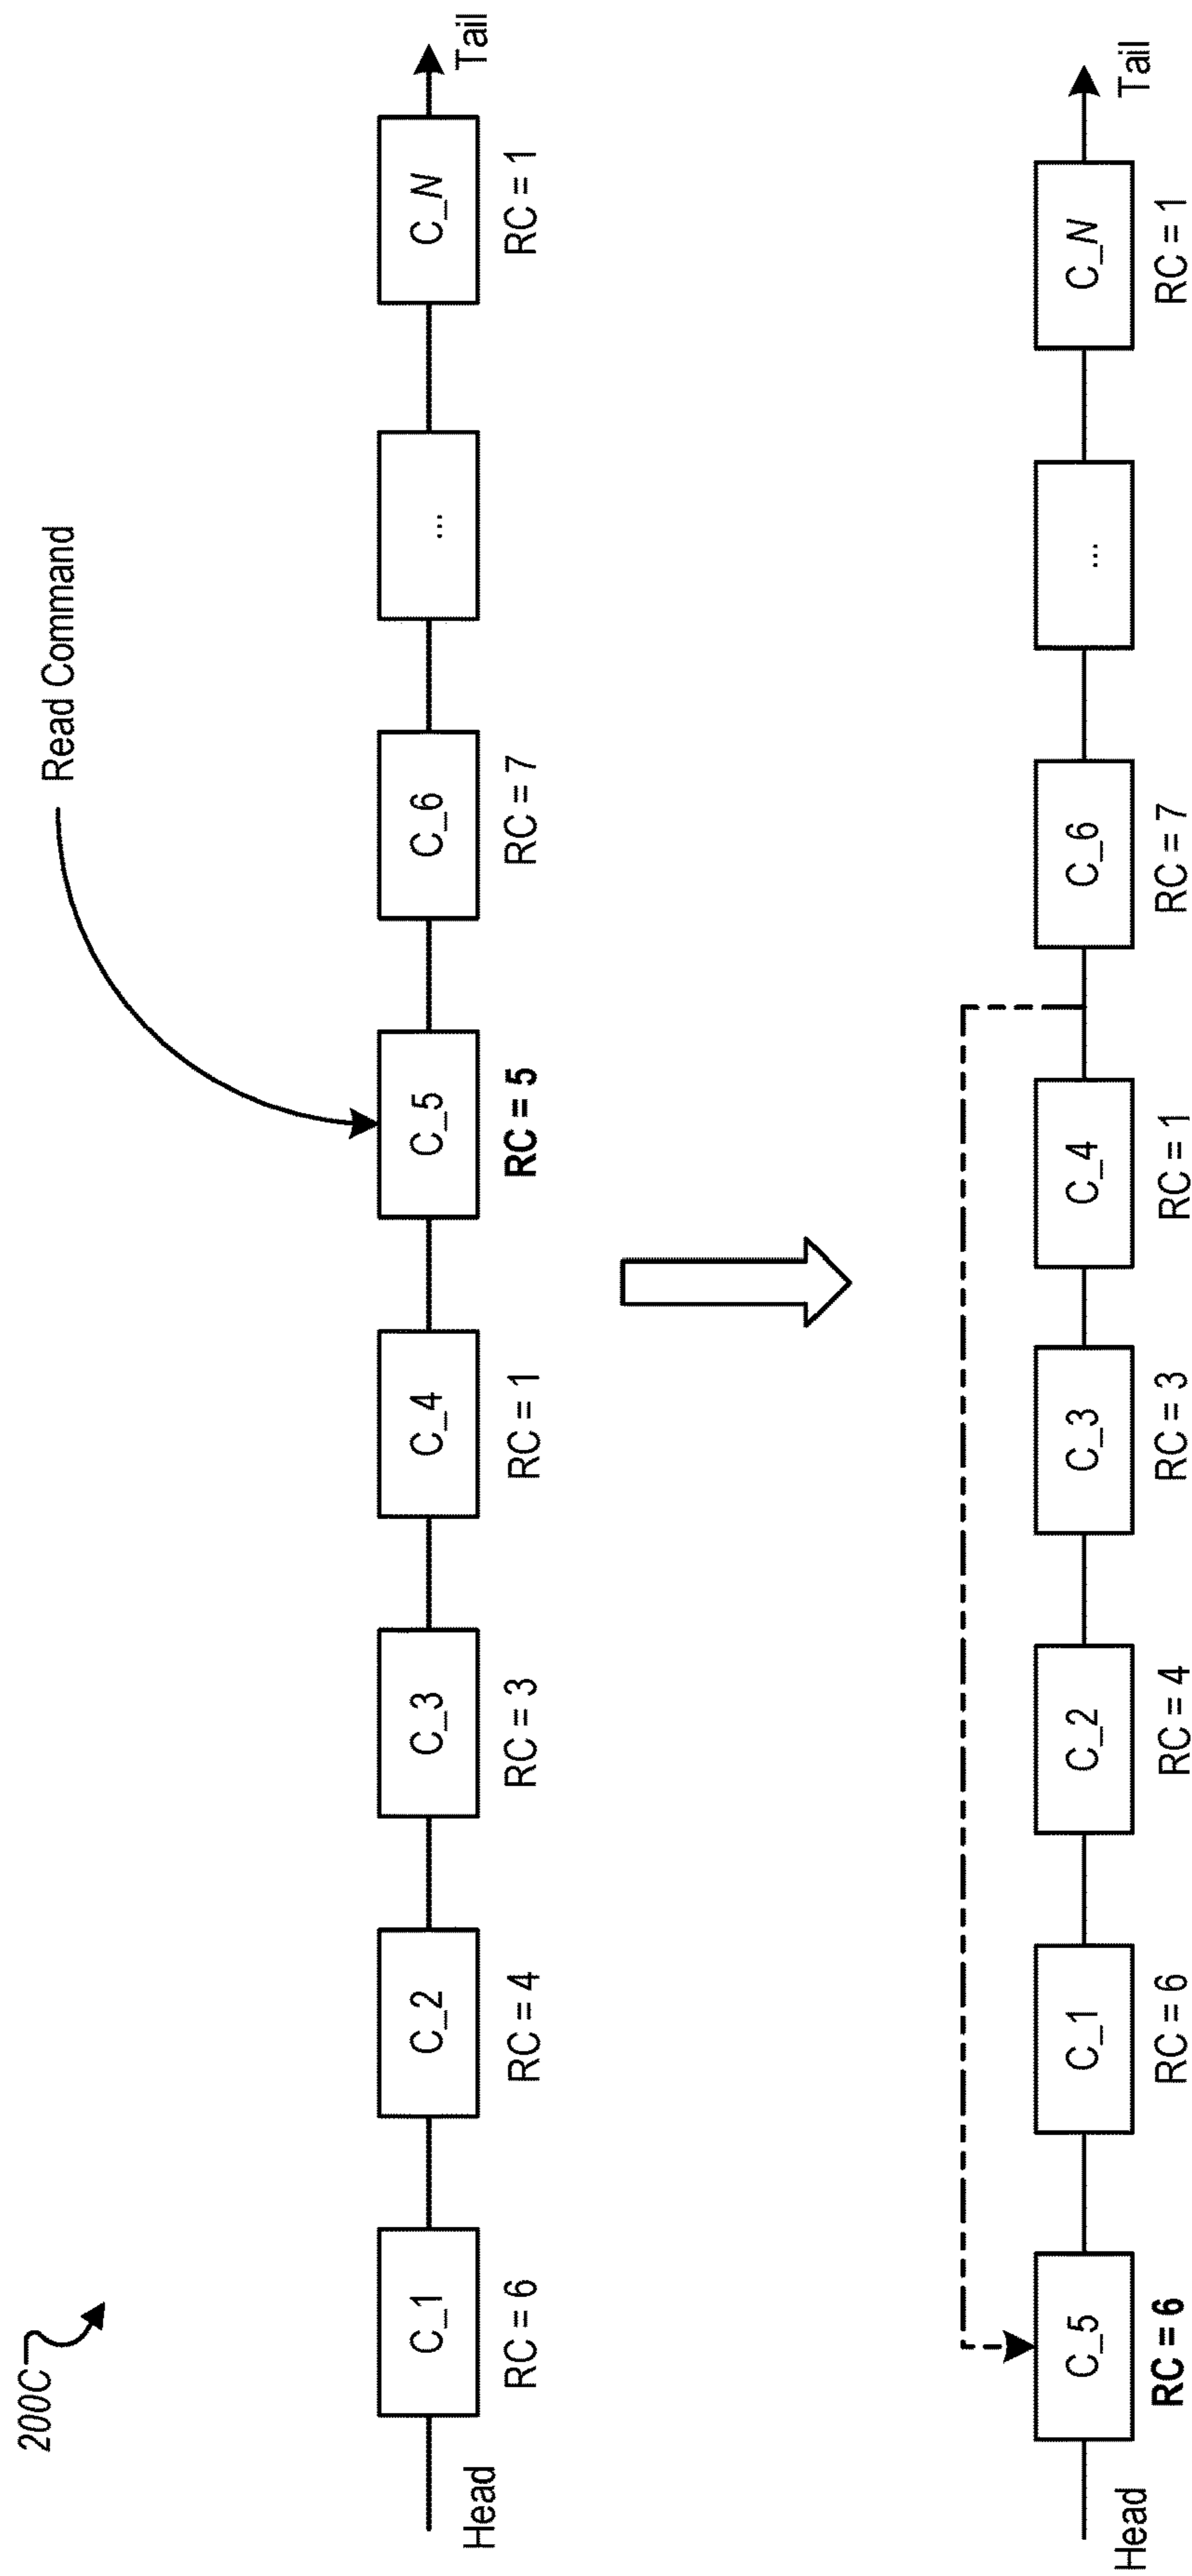 200C
Read Command
C_1
C_2
C_3
C_4
C_5
C_6
...
C_N
Head
RC = 6
RC = 4
RC = 3
RC = 1
RC = 5
RC = 7
RC = 1
Tail
C_5
C_1
C_2
C_3
C_4
C_6
...
C_N
Head
RC = 6
RC = 6
RC = 4
RC = 3
RC = 1
RC = 7
RC = 1
Tail